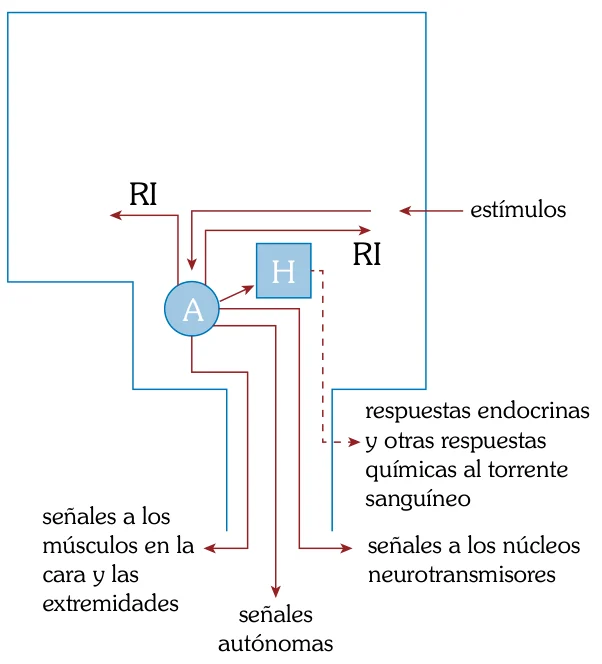 RI
estímulos
RI
H
A
respuestas endocrinas
y otras respuestas
químicas al torrente
sanguíneo
señales a los
músculos en la
cara y las
extremidades
señales a los núcleos
neurotransmisores
señales
autónomas